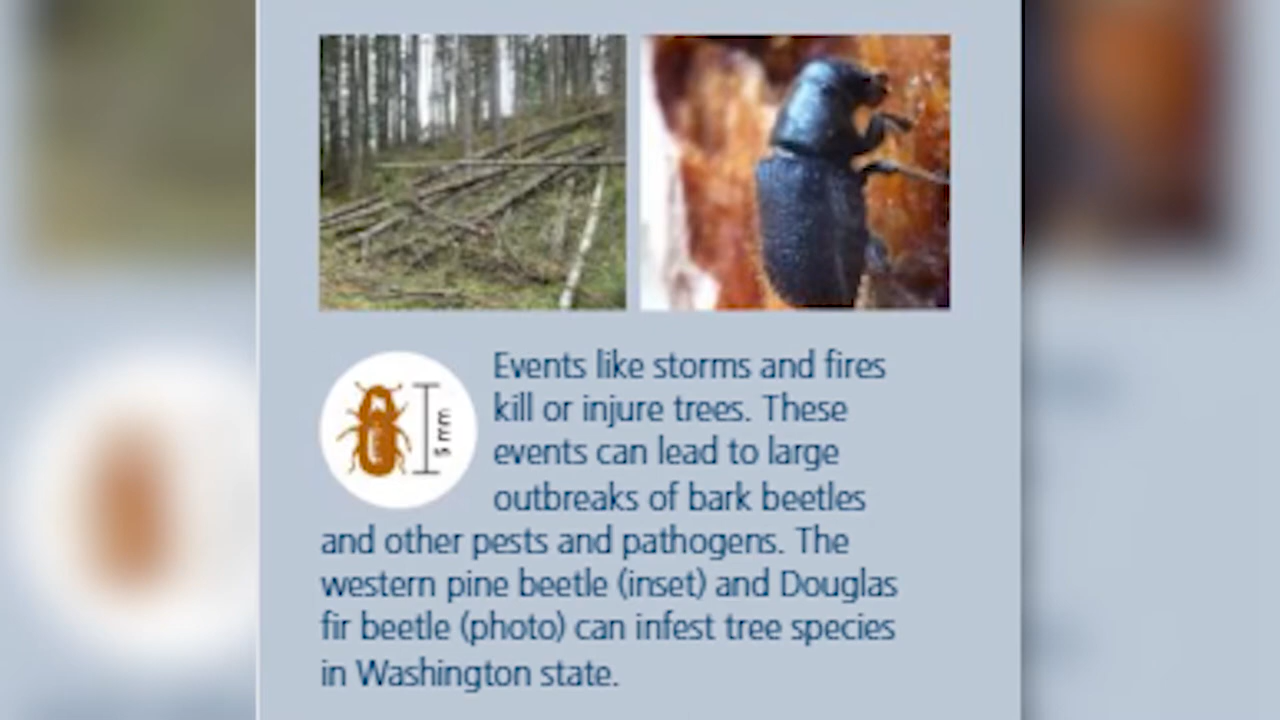 5 mm
Events like storms and fires
kill or injure trees. These
events can lead to large
outbreaks of bark beetles
and other pests and pathogens. The
western pine beetle (inset) and Douglas
fir beetle (photo) can infest tree species
in Washington state.